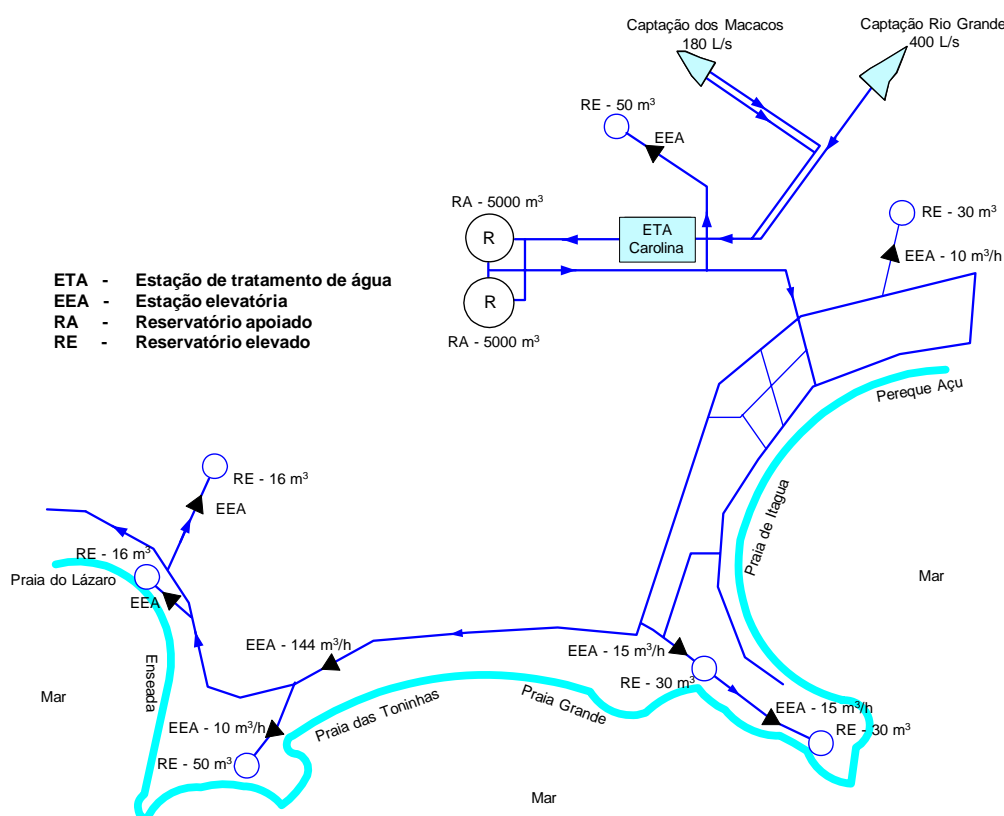 Captação dos Macacos
180 L/s
Captação Rio Grande
400 L/s
RE - 50 m³
EEA
RA - 5000 m³
R
ETA
Carolina
RE - 30 m³
EEA - 10 m³/h
ETA - Estação de tratamento de água
EEA - Estação elevatória
RA - Reservatório apoiado
RE - Reservatório elevado
R
RA - 5000 m³
Pereque Açu
RE - 16 m³
EEA
Praia de Itagua
RE - 16 m³
Praia do Lázaro
EEA
Mar
EEA - 144 m³/h
EEA - 15 m³/h
Enseada
RE - 30 m³
Mar
Praia das Toninhas
Praia Grande
EEA - 15 m³/h
EEA - 10 m³/h
RE - 30 m³
RE - 50 m³
Mar